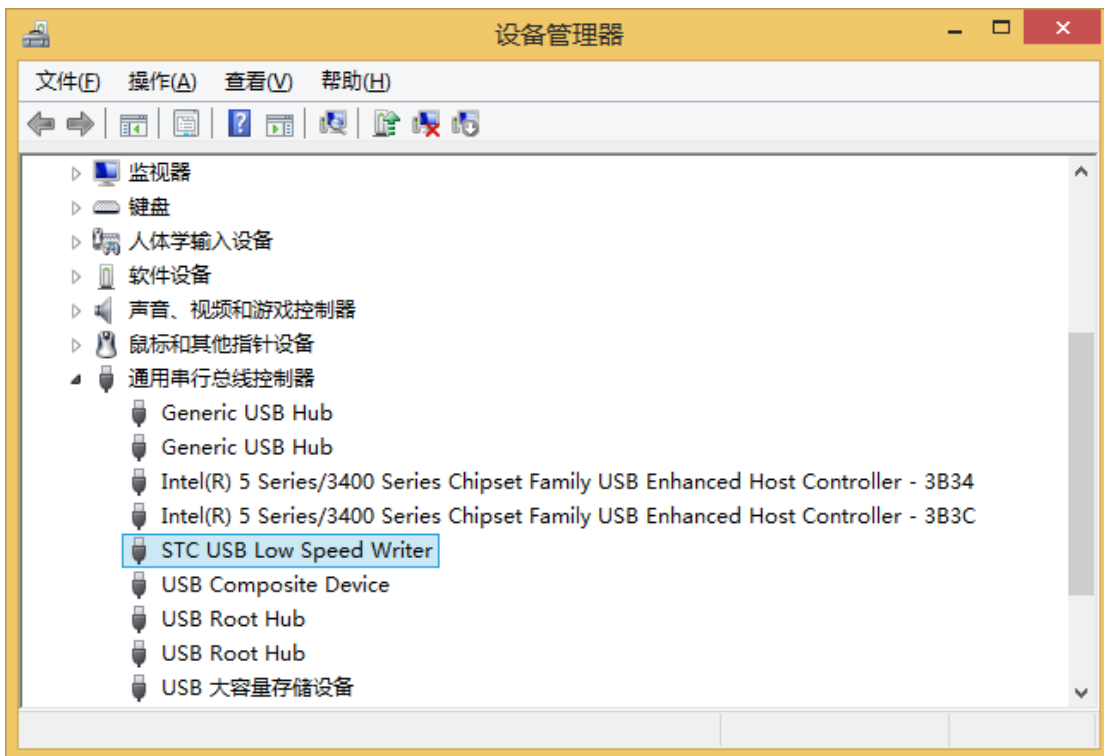 设备管理器
文件(F) 操作(A) 查看(V) 帮助(H)
监视器
键盘
人体学输入设备
软件设备
声音、视频和游戏控制器
鼠标和其他指针设备
通用串行总线控制器
Generic USB Hub
Generic USB Hub
Intel(R) 5 Series/3400 Series Chipset Family USB Enhanced Host Controller - 3B34
Intel(R) 5 Series/3400 Series Chipset Family USB Enhanced Host Controller - 3B3C
STC USB Low Speed Writer
USB Composite Device
USB Root Hub
USB Root Hub
USB 大容量存储设备